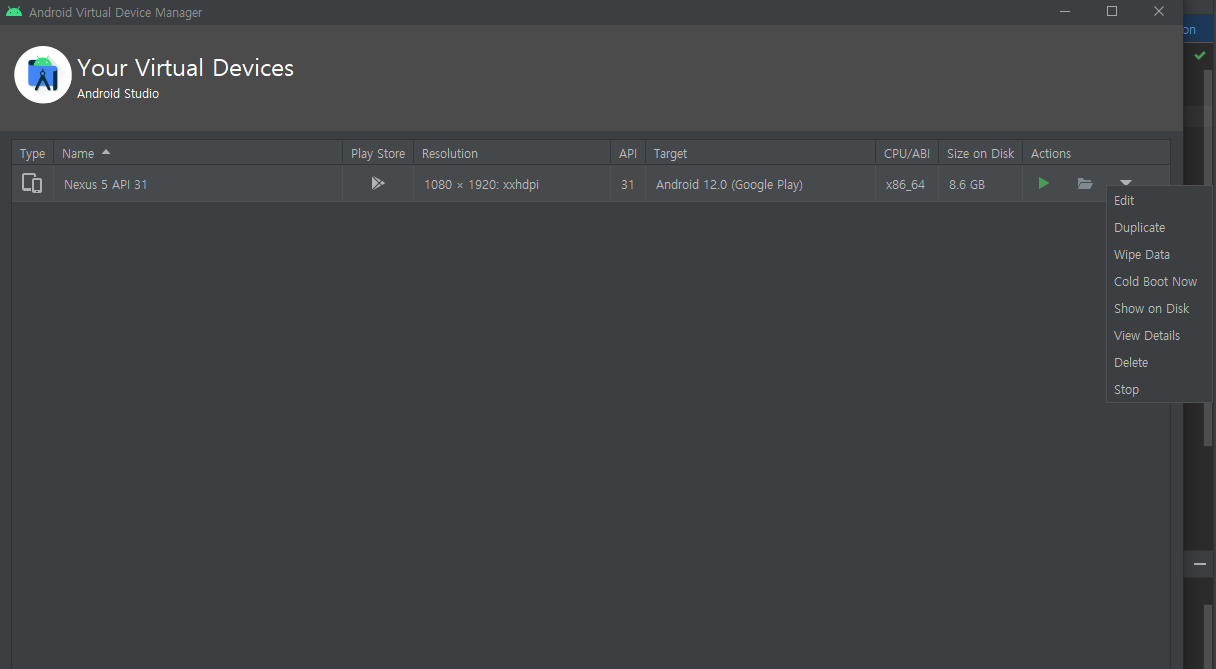 Android Virtual Device Manager
on
Your Virtual Devices
Android Studio
Type Name Play Store Resolution API Target CPU/ABI Size on Disk Actions
Nexus 5 API 31 1080 × 1920: xxhdpi 31 Android 12.0 (Google Play) x86_64 8.6 GB
Edit
Duplicate
Wipe Data
Cold Boot Now
Show on Disk
View Details
Delete
Stop